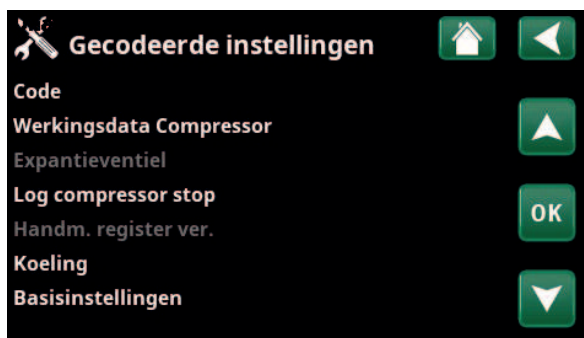 Gecodeerde instellingen
Code
Werkingsdata Compressor
Expantieventiel
Log compressor stop
OK
Handm. register ver.
Koeling
Basisinstellingen